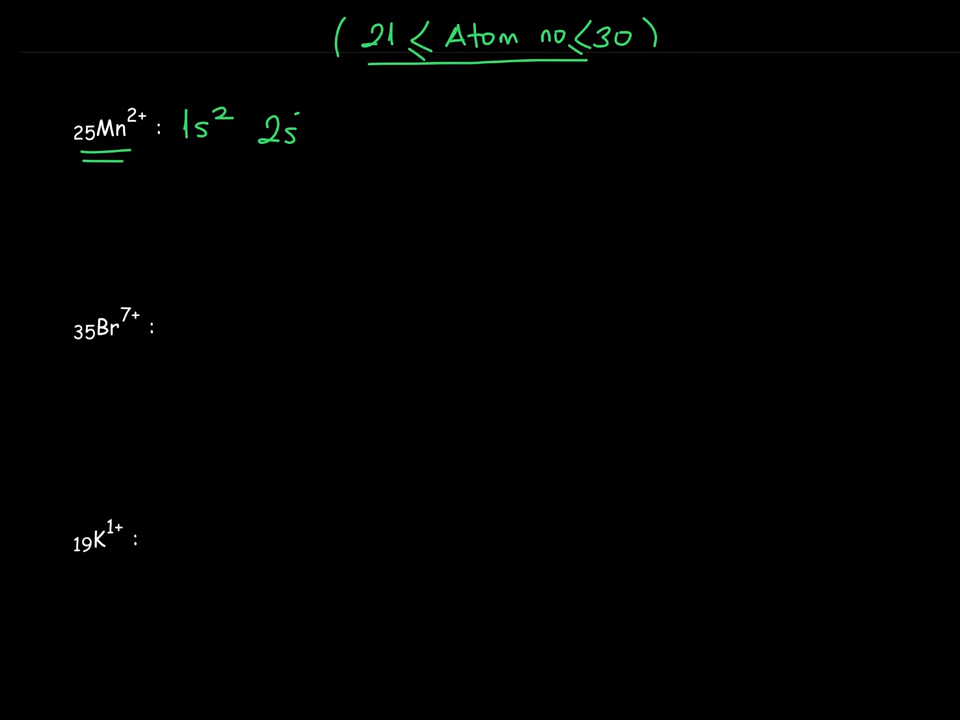 ( 21 ≤ Atom no ≤ 30 )
₂₅Mn²⁺ : 1s² 2s
₃₅Br⁷⁺ :
₁₉K¹⁺ :